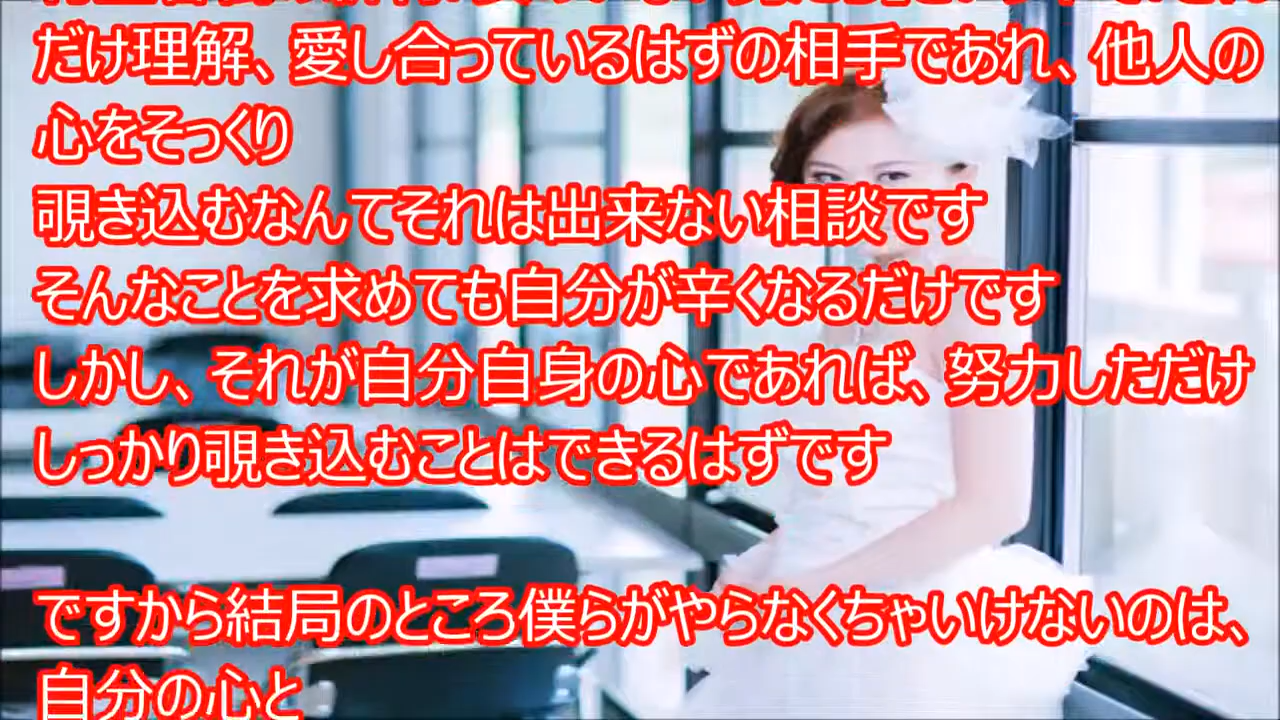 だけ理解、愛し合っているはずの相手であれ、他人の
心をそっくり
覗き込むなんてそれは出来ない相談です
そんなことを求めても自分が辛くなるだけです
しかし、それが自分自身の心であれば、努力しただけ
しっかり覗き込むことはできるはずです
ですから結局のところ僕らがやらなくちゃいけないのは、
自分の心と